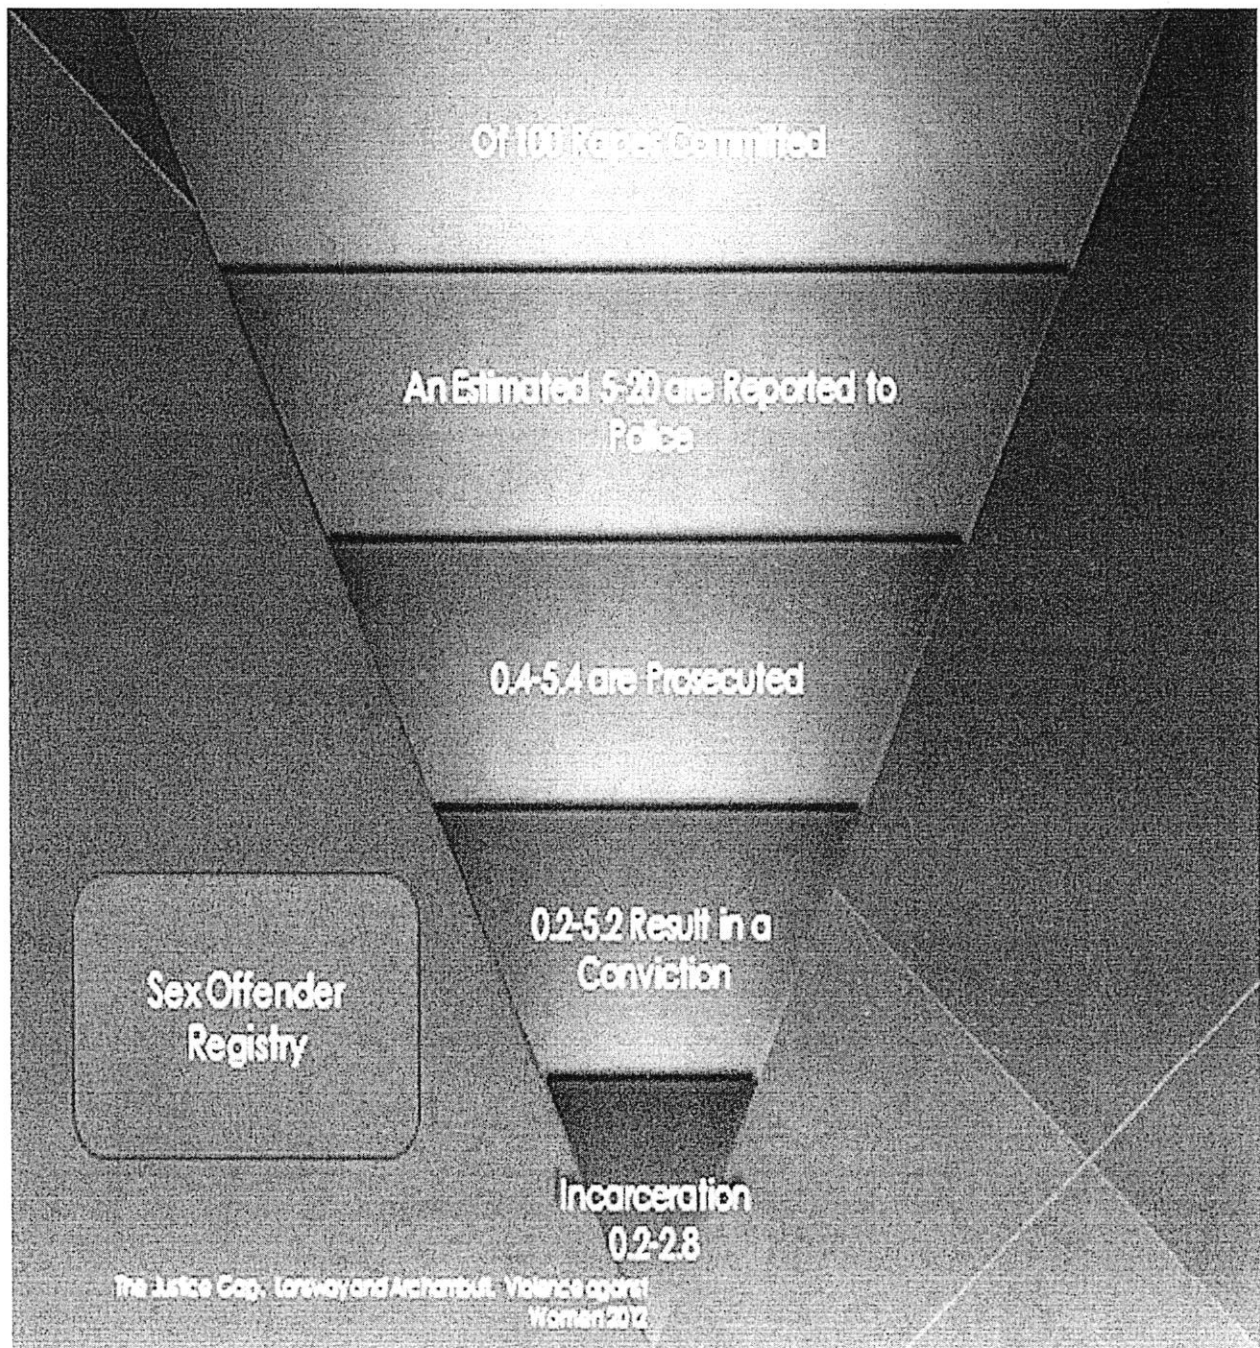 Of 100 Rapes Committed
An Estimated 5-20 are Reported to
Police
0.4-5.4 are Prosecuted
0.2-5.2 Result in a
Conviction
Sex Offender
Registry
Incarceration
0.2-2.8
The Justice Gap. Lonsway and Archambult. Violence against
Women 2012